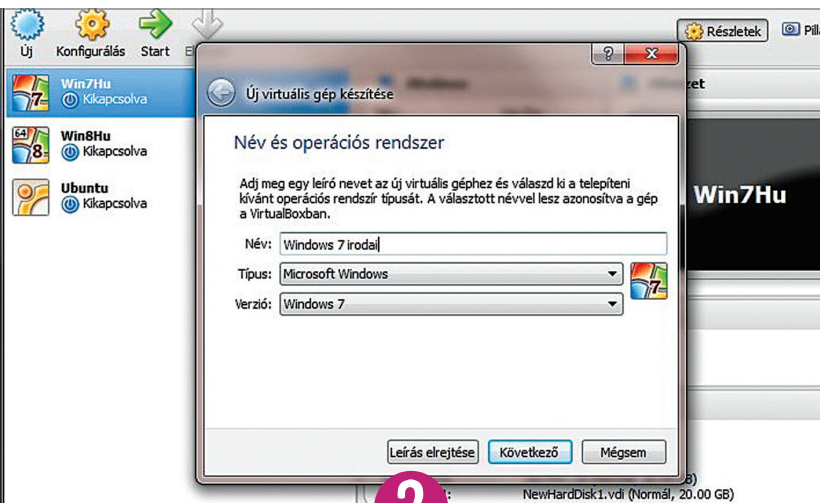 Új Konfigurálás Start
Részletek
Win7Hu
Kikapcsolva
64
Win8Hu
Kikapcsolva
Ubuntu
Kikapcsolva
Új virtuális gép készítése
Név és operációs rendszer
Adj meg egy leíró nevet az új virtuális géphez és válaszd ki a telepíteni
kívánt operációs rendszír típusát. A választott névvel lesz azonosítva a gép
a VirtualBoxban.
Név: Windows 7 irodai
Típus: Microsoft Windows
7
Verzió: Windows 7
Leírás elrejtése Következő Mégsem
Win7Hu
NewHardDisk1.vdi (Normál, 20.00 GB)